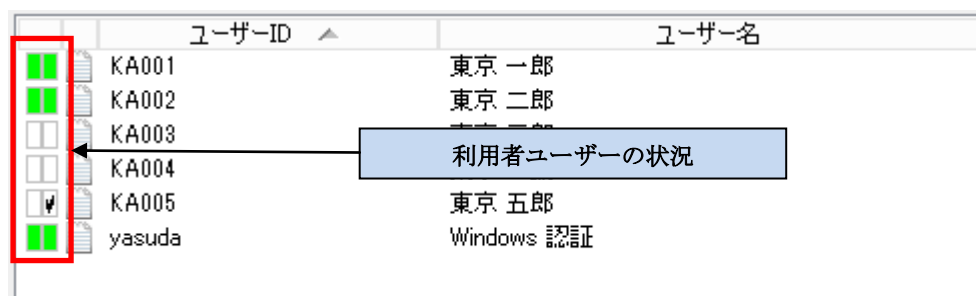 ユーザーID ユーザー名
KA001 東京 一郎
KA002 東京 二郎
KA003
利用者ユーザーの状況
KA004
KA005 東京 五郎
yasuda Windows 認証